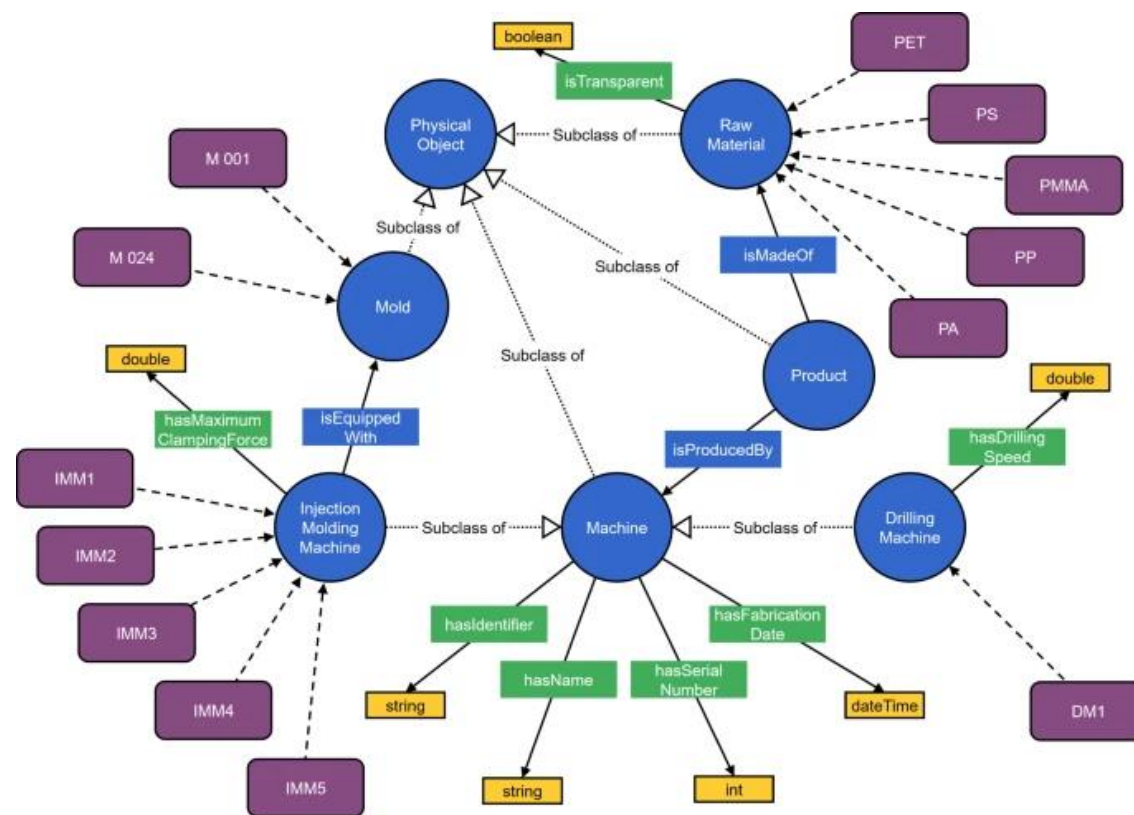 boolean
PET
isTransparent
Physical
Object
Subclass of
Raw
Material
PS
M 001
PMMA
Subclass of
M 024
Subclass of
isMadeOf
PP
Mold
PA
double
Subclass of
Product
double
hasMaximum
ClampingForce
isEquipped
With
isProducedBy
hasDrilling
Speed
IMM1
Injection
Molding
Machine
Subclass of
Machine
Subclass of
Drilling
Machine
IMM2
IMM3
hasIdentifier
hasFabrication
Date
hasName
hasSerial
Number
IMM4
string
dateTime
DM1
IMM5
string
int